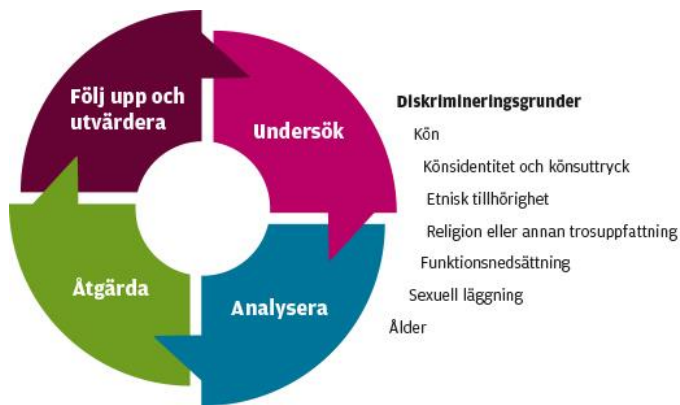 Följ upp och
utvärdera
Undersök
Åtgärda
Analysera
Diskrimineringsgrunder
Kön
Könsidentitet och könsuttryck
Etnisk tillhörighet
Religion eller annan trosuppfattning
Funktionsnedsättning
Sexuell läggning
Ålder